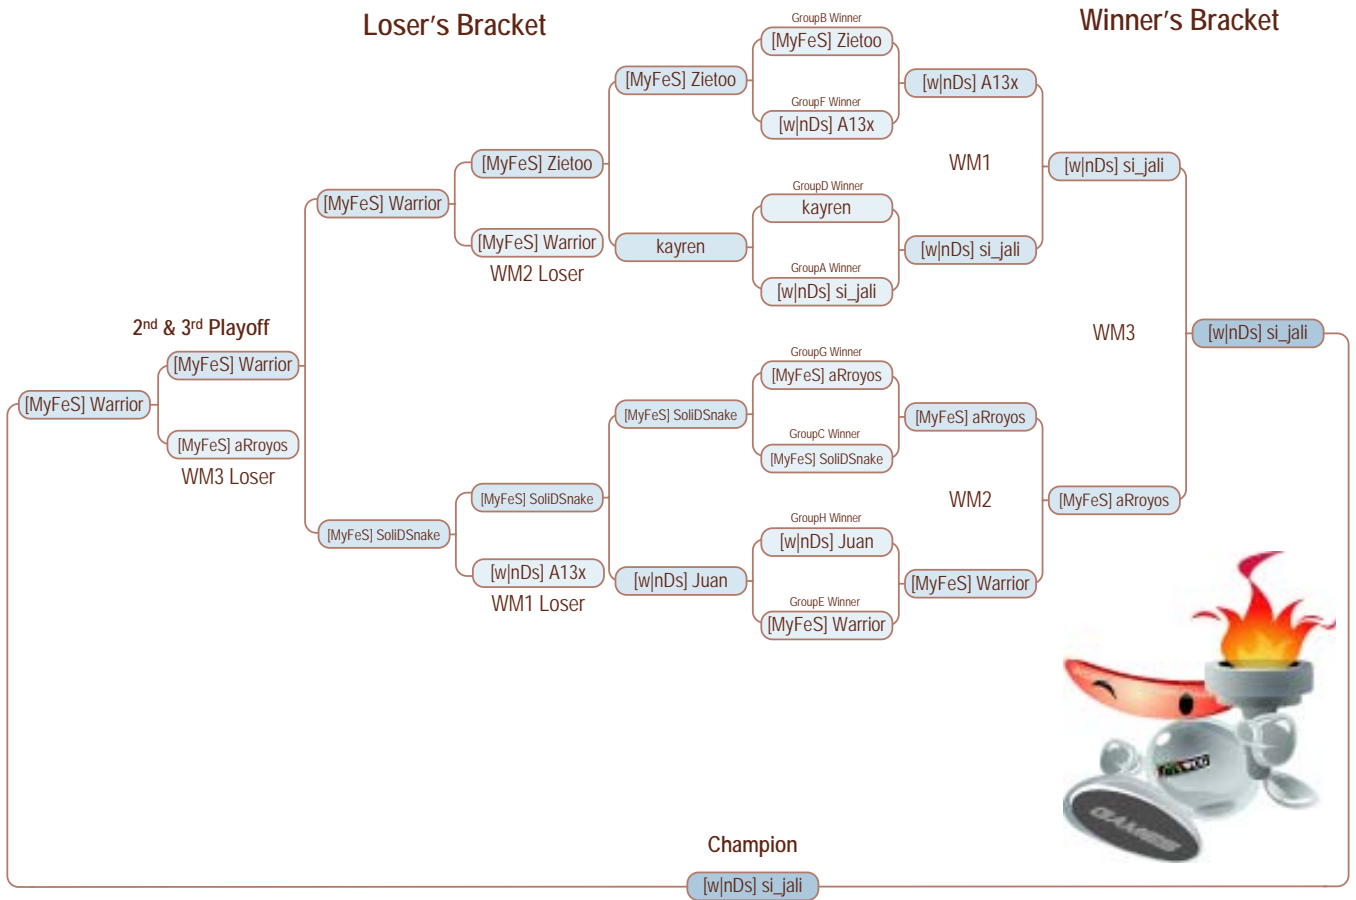 Loser's Bracket
Winner's Bracket
GroupB Winner
[MyFeS] Zietoo
[MyFeS] Zietoo
[w|nDs] A13x
GroupF Winner
[w|nDs] A13x
[MyFeS] Zietoo
WM1
[w|nDs] si_jali
[MyFeS] Warrior
GroupD Winner
kayren
[MyFeS] Warrior
WM2 Loser
kayren
[w|nDs] si_jali
GroupA Winner
[w|nDs] si_jali
2nd & 3rd Playoff
WM3
[w|nDs] si_jali
[MyFeS] Warrior
GroupG Winner
[MyFeS] aRroyos
[MyFeS] Warrior
[MyFeS] SoliDSnake
[MyFeS] aRroyos
[MyFeS] aRroyos
WM3 Loser
GroupC Winner
[MyFeS] SoliDSnake
[MyFeS] SoliDSnake
WM2
[MyFeS] aRroyos
[MyFeS] SoliDSnake
GroupH Winner
[w|nDs] Juan
[w|nDs] A13x
WM1 Loser
[w|nDs] Juan
[MyFeS] Warrior
GroupE Winner
[MyFeS] Warrior
GAMES
Champion
[w|nDs] si_jali